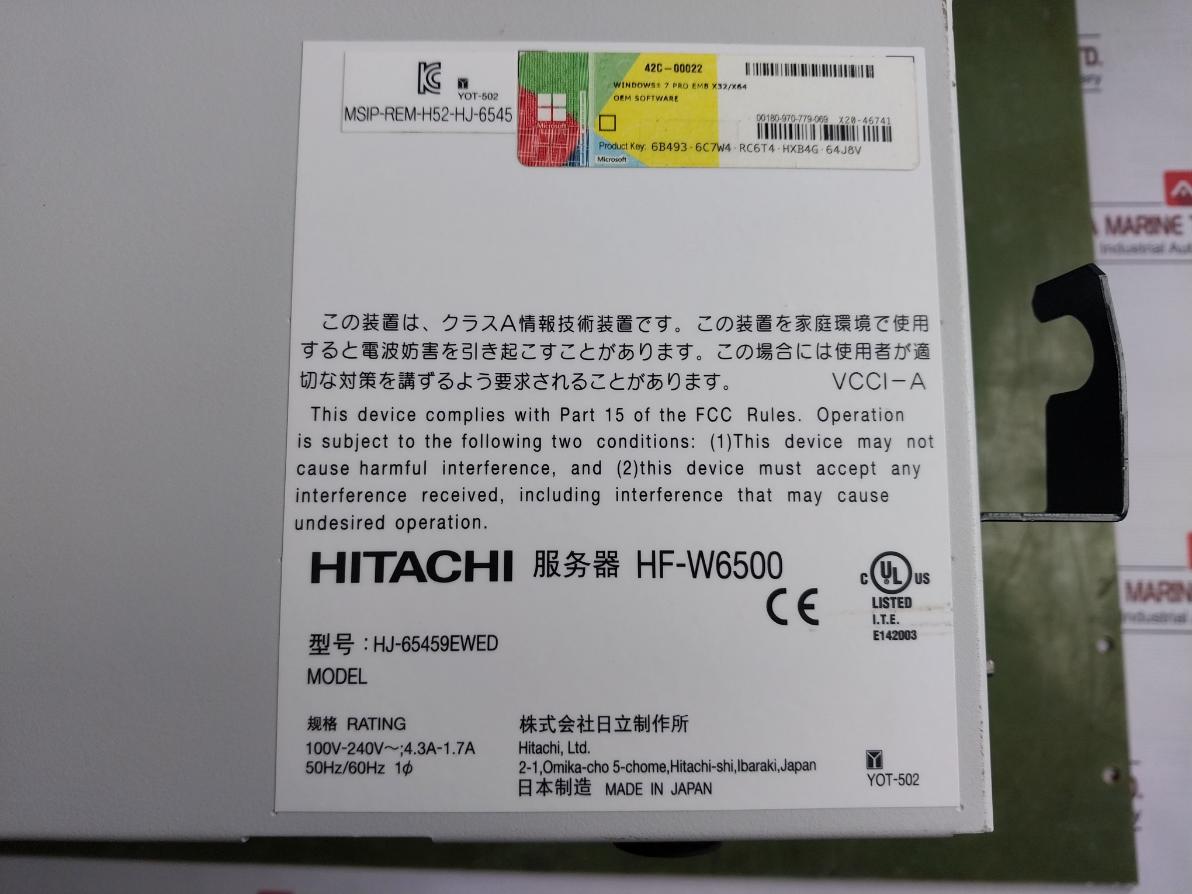 YOT-502
MSIP-REM-H52-HJ-6545
42C-00022
WINDOWS® 7 PRO EMB X32/X64
OEM SOFTWARE
00180-970-779-069 X20-46741
Product Key: 6B493-6C7W4-RC6T4-HXB4G-64J8V
Microsoft
Microsoft
この装置は、クラスA情報技術装置です。この装置を家庭環境で使用
すると電波妨害を引き起こすことがあります。この場合には使用者が適
切な対策を講ずるよう要求されることがあります。 VCCI-A
This device complies with Part 15 of the FCC Rules. Operation
is subject to the following two conditions: (1)This device may not
cause harmful interference, and (2)this device must accept any
interference received, including interference that may cause
undesired operation.
HITACHI 服务器 HF-W6500
CE
C UL US
LISTED
I.T.E.
E142003
型号：HJ-65459EWED
MODEL
规格 RATING
100V-240V～;4.3A-1.7A
50Hz/60Hz 1φ
株式会社日立制作所
Hitachi, Ltd.
2-1,Omika-cho 5-chome,Hitachi-shi,Ibaraki,Japan
日本制造 MADE IN JAPAN
YOT-502
MARINE
Industrial
MARIN